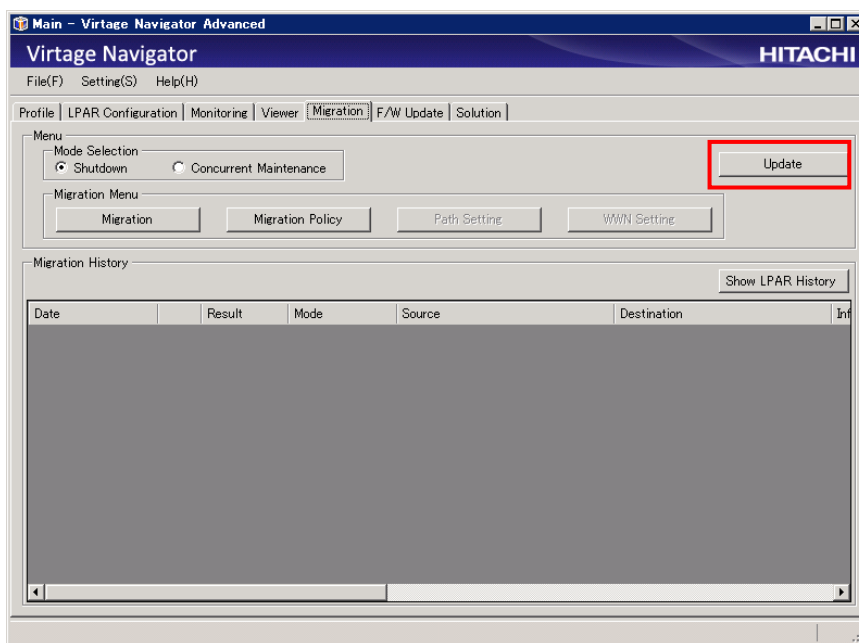 Main - Virtage Navigator Advanced
Virtage Navigator
HITACHI
File(F) Setting(S) Help(H)
Profile LPAR Configuration Monitoring Viewer Migration F/W Update Solution
Menu
Mode Selection
Shutdown Concurrent Maintenance
Update
Migration Menu
Migration Migration Policy Path Setting WWN Setting
Migration History
Show LPAR History
Date Result Mode Source Destination Inf